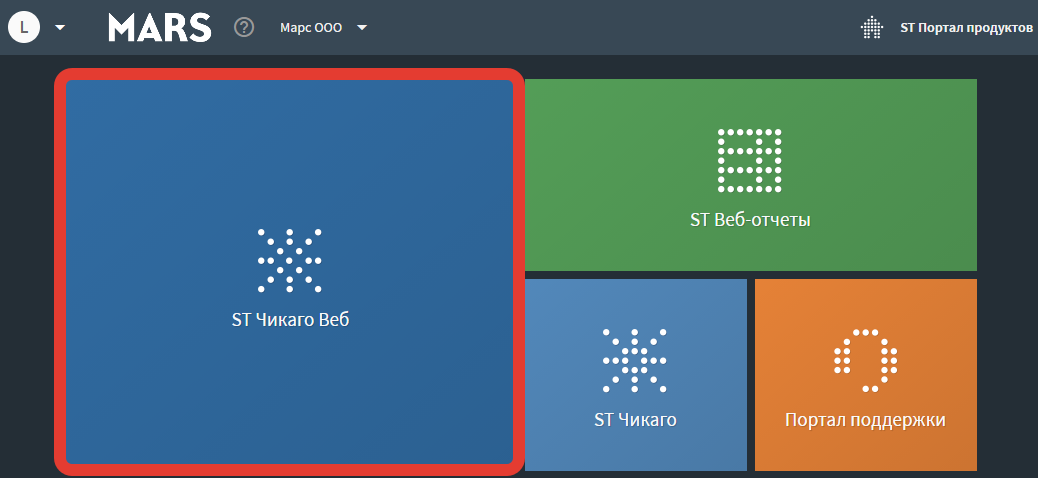 L MARS ? Марс ООО ST Портал продуктов
ST Веб-отчеты
ST Чикаго Веб
ST Чикаго Портал поддержки